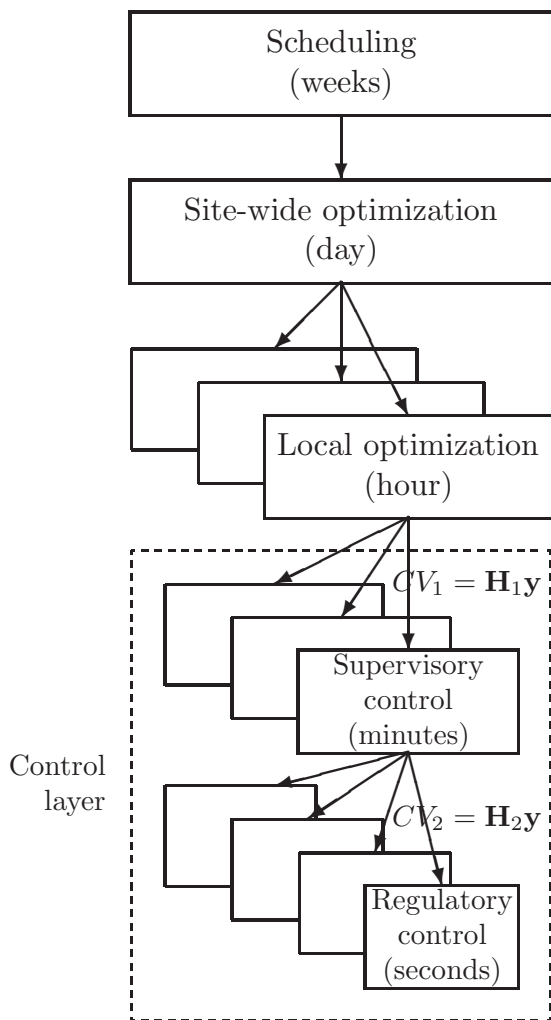 Scheduling
(weeks)
Site-wide optimization
(day)
Local optimization
(hour)
CV₁ = H₁y
Supervisory
control
(minutes)
Control
layer
CV₂ = H₂y
Regulatory
control
(seconds)